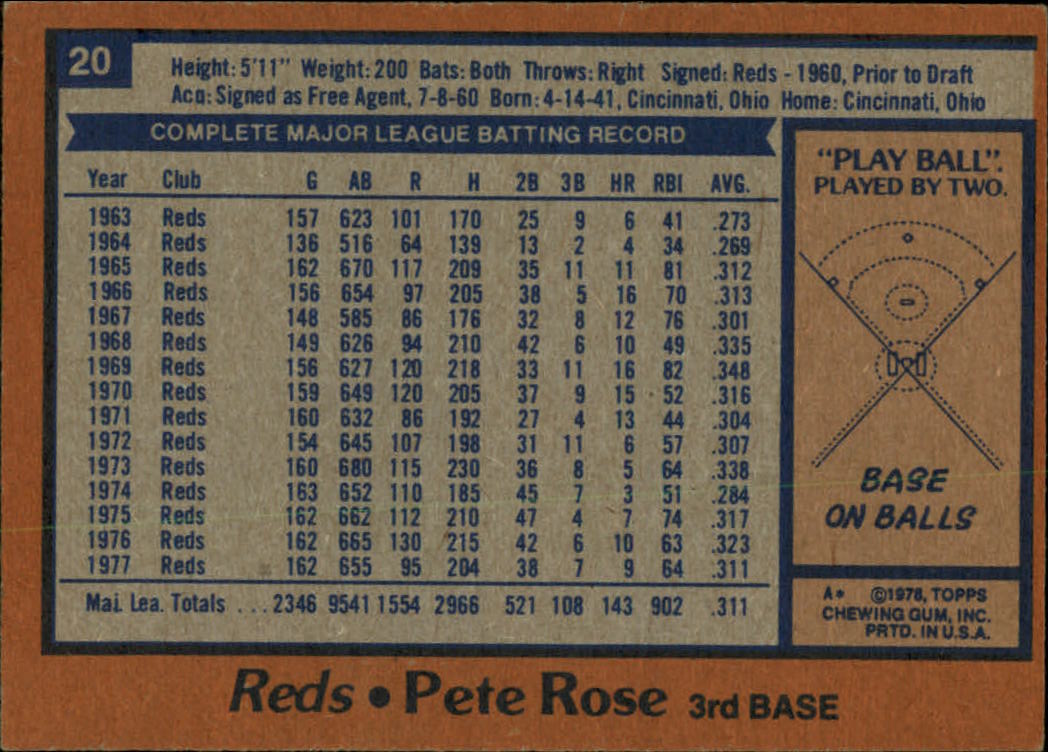 20
Height: 5'11" Weight: 200 Bats: Both Throws: Right Signed: Reds - 1960, Prior to Draft
Acq: Signed as Free Agent, 7-8-60 Born: 4-14-41, Cincinnati, Ohio Home: Cincinnati, Ohio
COMPLETE MAJOR LEAGUE BATTING RECORD
Year Club G AB R H 2B 3B HR RBI AVG.
1963 Reds 157 623 101 170 25 9 6 41 .273
1964 Reds 136 516 64 139 13 2 4 34 .269
1965 Reds 162 670 117 209 35 11 11 81 .312
1966 Reds 156 654 97 205 38 5 16 70 .313
1967 Reds 148 585 86 176 32 8 12 76 .301
1968 Reds 149 626 94 210 42 6 10 49 .335
1969 Reds 156 627 120 218 33 11 16 82 .348
1970 Reds 159 649 120 205 37 9 15 52 .316
1971 Reds 160 632 86 192 27 4 13 44 .304
1972 Reds 154 645 107 198 31 11 6 57 .307
1973 Reds 160 680 115 230 36 8 5 64 .338
1974 Reds 163 652 110 185 45 7 3 51 .284
1975 Reds 162 662 112 210 47 4 7 74 .317
1976 Reds 162 665 130 215 42 6 10 63 .323
1977 Reds 162 655 95 204 38 7 9 64 .311
Maj. Lea. Totals ... 2346 9541 1554 2966 521 108 143 902 .311
"PLAY BALL".
PLAYED BY TWO.
BASE
ON BALLS
A* ©1978, TOPPS
CHEWING GUM, INC.
PRTD. IN U.S.A.
Reds • Pete Rose 3rd BASE